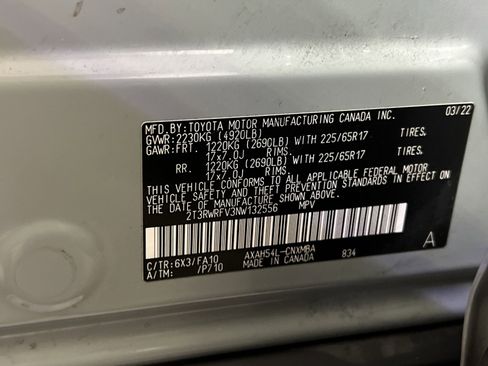 MFD.BY:TOYOTA MOTOR MANUFACTURING CANADA INC. 03/22
GVWR: 2230KG (4920LB)
GAWR:FRT. 1220KG (2690LB) WITH 225/65R17 TIRES.
17x7.0J RIMS.
RR. 1220KG (2690LB) WITH 225/65R17 TIRES.
17x7.0J RIMS.
THIS VEHICLE CONFORMS TO ALL APPLICABLE FEDERAL MOTOR
VEHICLE SAFETY AND BUMPER STANDARDS IN EFFECT ON
THE DATE OF MANUFACTURE SHOWN ABOVE.
2T3RWRFV3NW132556 MPV
C/TR:6X3/FA10 AXAH54L-CNXMBA 834
A/TM: /P710 MADE IN CANADA A